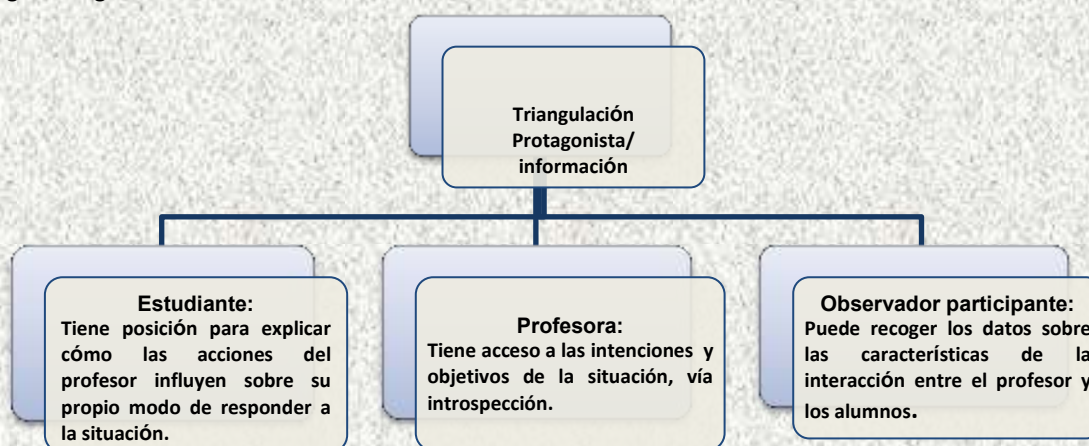 Triangulación
Protagonista/
información
Estudiante:
Tiene posición para explicar
cómo las acciones del
profesor influyen sobre su
propio modo de responder a
la situación.
Profesora:
Tiene acceso a las intenciones y
objetivos de la situación, vía
introspección.
Observador participante:
Puede recoger los datos sobre
las características de la
interacción entre el profesor y
los alumnos.